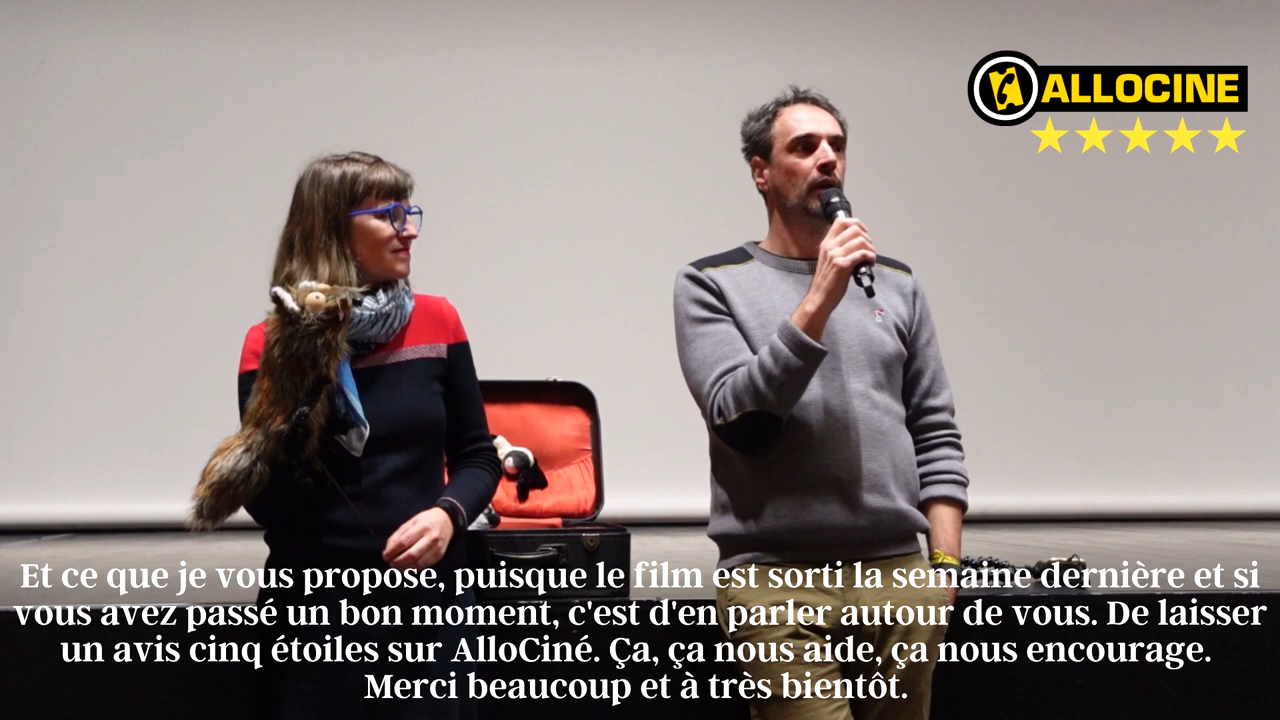 ALLOCINE
Et ce que je vous propose, puisque le film est sorti la semaine dernière et si
vous avez passé un bon moment, c'est d'en parler autour de vous. De laisser
un avis cinq étoiles sur AlloCiné. Ça, ça nous aide, ça nous encourage.
Merci beaucoup et à très bientôt.